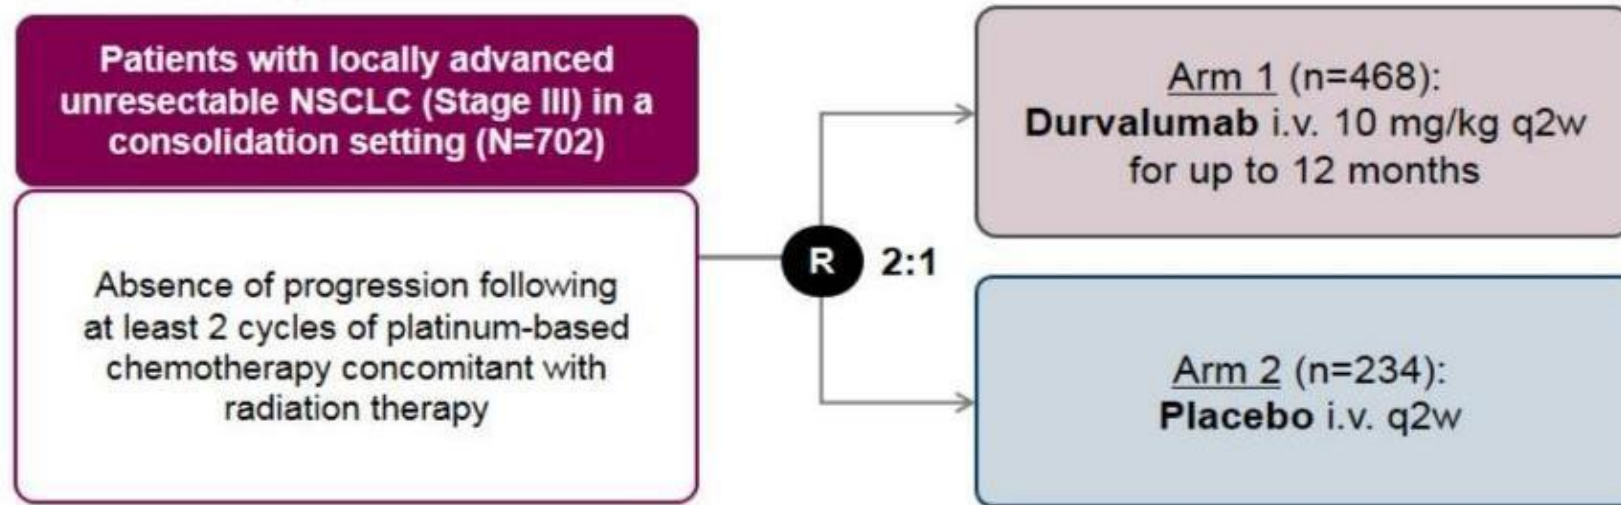 Patients with locally advanced
unresectable NSCLC (Stage III) in a
consolidation setting (N=702)
Absence of progression following
at least 2 cycles of platinum-based
chemotherapy concomitant with
radiation therapy
R
2:1
Arm 1 (n=468):
Durvalumab i.v. 10 mg/kg q2w
for up to 12 months
Arm 2 (n=234):
Placebo i.v. q2w